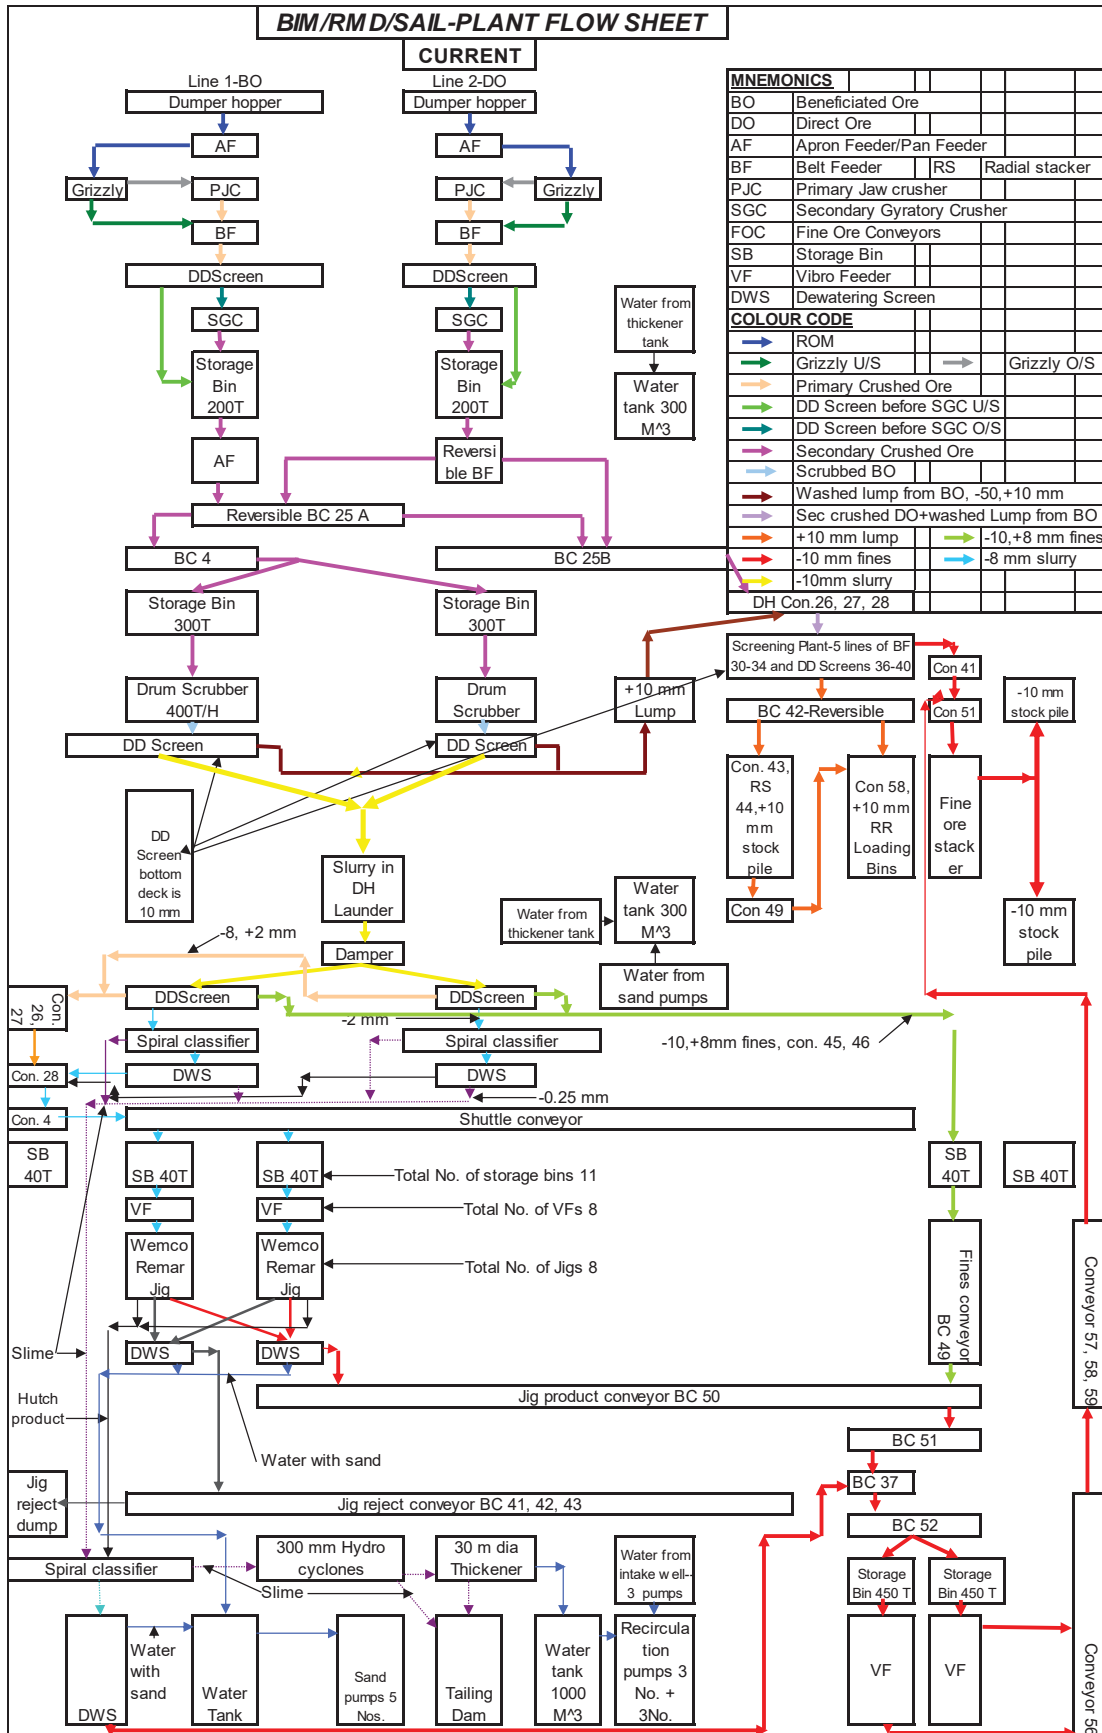 BIM/RMD/SAIL-PLANT FLOW SHEET
CURRENT
Line 1-BO
Line 2-DO
Dumper hopper
Dumper hopper
AF
AF
Grizzly
PJC
PJC
Grizzly
BF
BF
DDScreen
DDScreen
SGC
SGC
Storage
Bin
200T
Storage
Bin
200T
AF
Reversi
ble BF
Water from
thickener
tank
Water
tank 300
M^3
MNEMONICS
BO Beneficiated Ore
DO Direct Ore
AF Apron Feeder/Pan Feeder
BF Belt Feeder RS Radial stacker
PJC Primary Jaw crusher
SGC Secondary Gyratory Crusher
FOC Fine Ore Conveyors
SB Storage Bin
VF Vibro Feeder
DWS Dewatering Screen
COLOUR CODE
ROM
Grizzly U/S Grizzly O/S
Primary Crushed Ore
DD Screen before SGC U/S
DD Screen before SGC O/S
Secondary Crushed Ore
Scrubbed BO
Washed lump from BO, -50,+10 mm
Sec crushed DO+washed Lump from BO
+10 mm lump -10,+8 mm fines
-10 mm fines -8 mm slurry
-10mm slurry
Reversible BC 25 A
BC 4
BC 25B
DH Con.26, 27, 28
Storage Bin
300T
Storage Bin
300T
Screening Plant-5 lines of BF
30-34 and DD Screens 36-40
Con 41
Drum Scrubber
400T/H
Drum
Scrubber
+10 mm
Lump
BC 42-Reversible
Con 51
-10 mm
stock pile
DD Screen
DD Screen
Con. 43,
RS
44,+10
mm
stock
pile
Con 58,
+10 mm
RR
Loading
Bins
Fine
ore
stack
er
DD
Screen
bottom
deck is
10 mm
Slurry in
DH
Launder
Con 49
-10 mm
stock
pile
Water from
thickener tank
Water
tank 300
M^3
-8, +2 mm
Damper
Water from
sand pumps
Con.
26,
27
DDScreen
DDScreen
-2 mm
Spiral classifier
Spiral classifier
-10,+8mm fines, con. 45, 46
Con. 28
DWS
DWS
-0.25 mm
Con. 4
Shuttle conveyor
SB
40T
SB 40T
SB 40T
Total No. of storage bins 11
SB
40T
SB 40T
VF
VF
Total No. of VFs 8
Wemco
Remar
Jig
Wemco
Remar
Jig
Total No. of Jigs 8
Fines conveyor
BC 49
Conveyor 57, 58, 59
Slime
DWS
DWS
Jig product conveyor BC 50
Hutch
product
BC 51
Water with sand
Jig
reject
dump
BC 37
Jig reject conveyor BC 41, 42, 43
BC 52
Spiral classifier
300 mm Hydro
cyclones
30 m dia
Thickener
Water from
intake well--
3 pumps
Storage
Bin 450 T
Storage
Bin 450 T
Slime
DWS
Water
with
sand
Water
Tank
Sand
pumps 5
Nos.
Tailing
Dam
Water
tank
1000
M^3
Recircula
tion
pumps 3
No. +
3No.
VF
VF
Conveyor 56